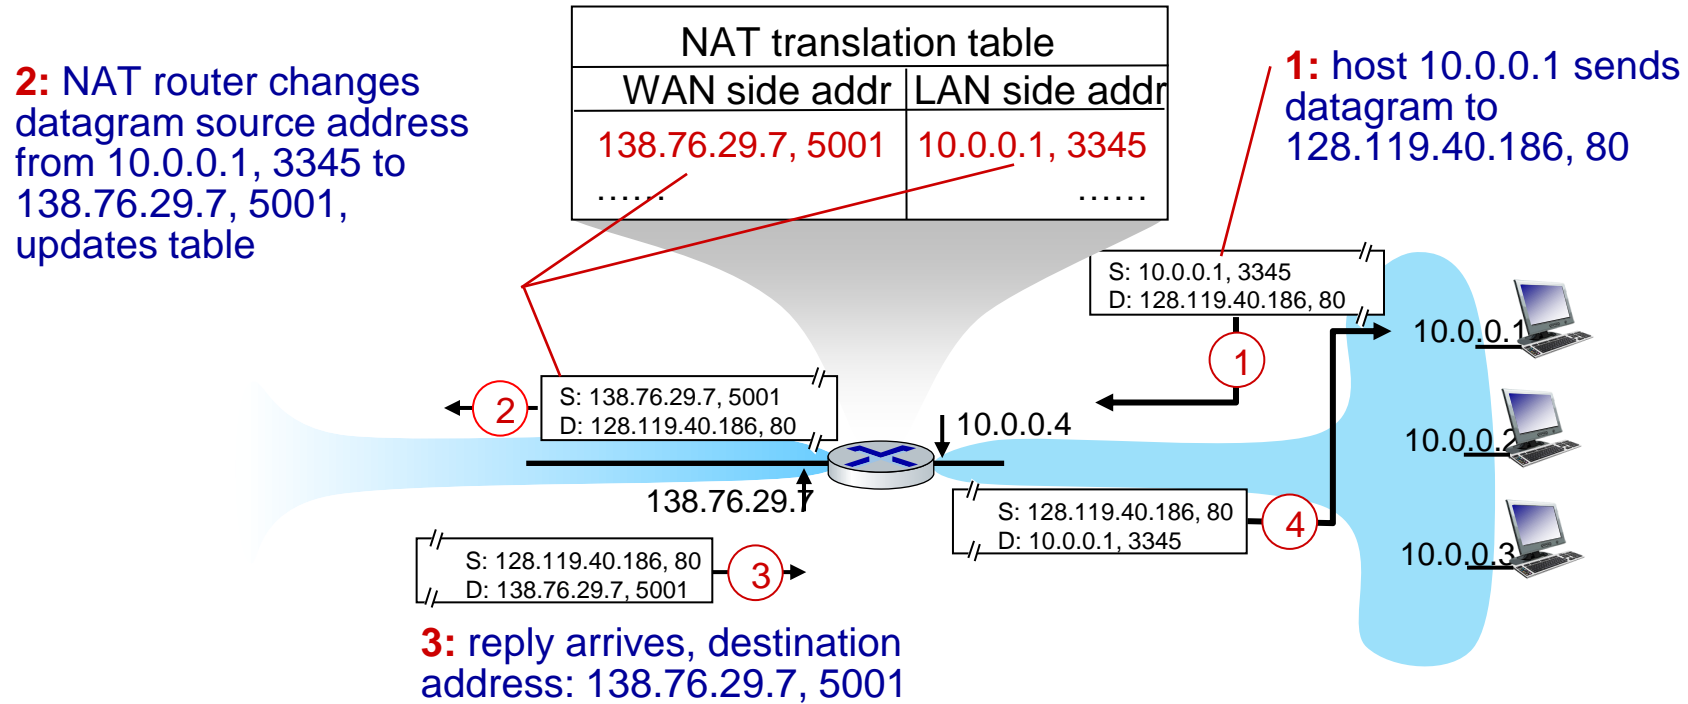 NAT translation table
WAN side addr LAN side addr
138.76.29.7, 5001 10.0.0.1, 3345
...... ......
2: NAT router changes
datagram source address
from 10.0.0.1, 3345 to
138.76.29.7, 5001,
updates table
1: host 10.0.0.1 sends
datagram to
128.119.40.186, 80
S: 10.0.0.1, 3345
D: 128.119.40.186, 80
1
10.0.0.1
2
S: 138.76.29.7, 5001
D: 128.119.40.186, 80
10.0.0.4
10.0.0.2
138.76.29.7
S: 128.119.40.186, 80
D: 10.0.0.1, 3345
4
10.0.0.3
S: 128.119.40.186, 80
D: 138.76.29.7, 5001
3
3: reply arrives, destination
address: 138.76.29.7, 5001